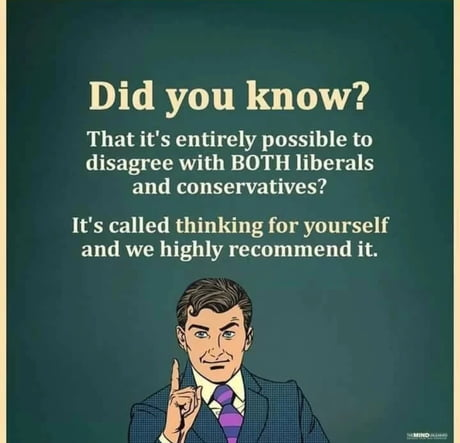 Did you know?
That it's entirely possible to
disagree with BOTH liberals
and conservatives?
It's called thinking for yourself
and we highly recommend it.